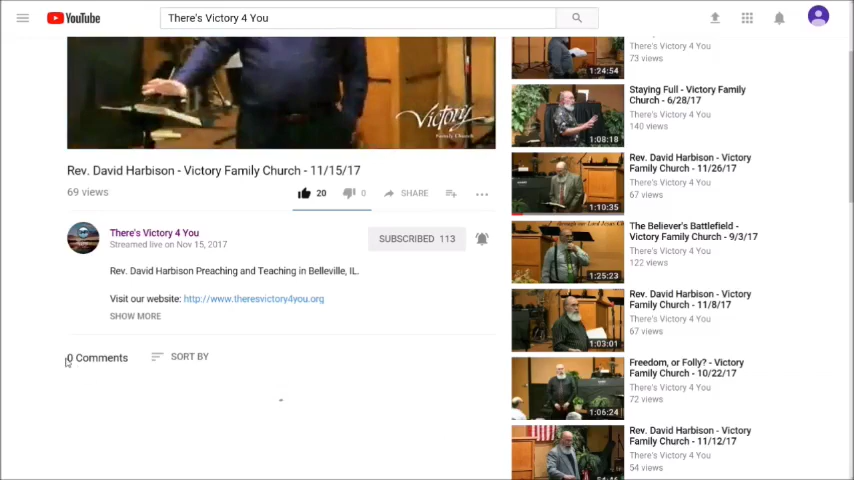 YouTube
There's Victory 4 You
Victory
Family Church
Rev. David Harbison - Victory Family Church - 11/15/17
69 views
20
0
SHARE
There's Victory 4 You
Streamed live on Nov 15, 2017
SUBSCRIBED 113
Rev. David Harbison Preaching and Teaching in Belleville, IL.
Visit our website: http://www.theresvictory4you.org
SHOW MORE
0 Comments
SORT BY
1:24:54
There's Victory 4 You
73 views
1:08:18
Staying Full - Victory Family
Church - 6/28/17
There's Victory 4 You
140 views
1:10:35
Rev. David Harbison - Victory
Family Church - 11/26/17
There's Victory 4 You
67 views
1:25:23
The Believer's Battlefield -
Victory Family Church - 9/3/17
There's Victory 4 You
122 views
1:03:01
Rev. David Harbison - Victory
Family Church - 11/8/17
There's Victory 4 You
67 views
1:06:24
Freedom, or Folly? - Victory
Family Church - 10/22/17
There's Victory 4 You
72 views
Rev. David Harbison - Victory
Family Church - 11/12/17
There's Victory 4 You
54 views